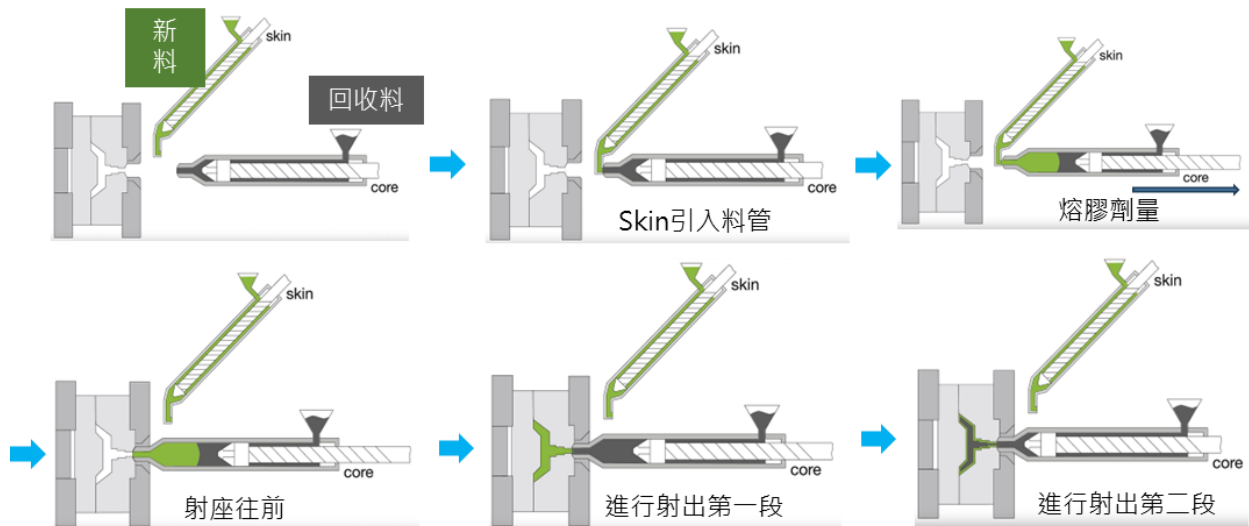 新
料
skin
回收料
core
skin
core
Skin引入料管
skin
core
熔膠劑量
skin
core
射座往前
skin
core
進行射出第一段
skin
core
進行射出第二段